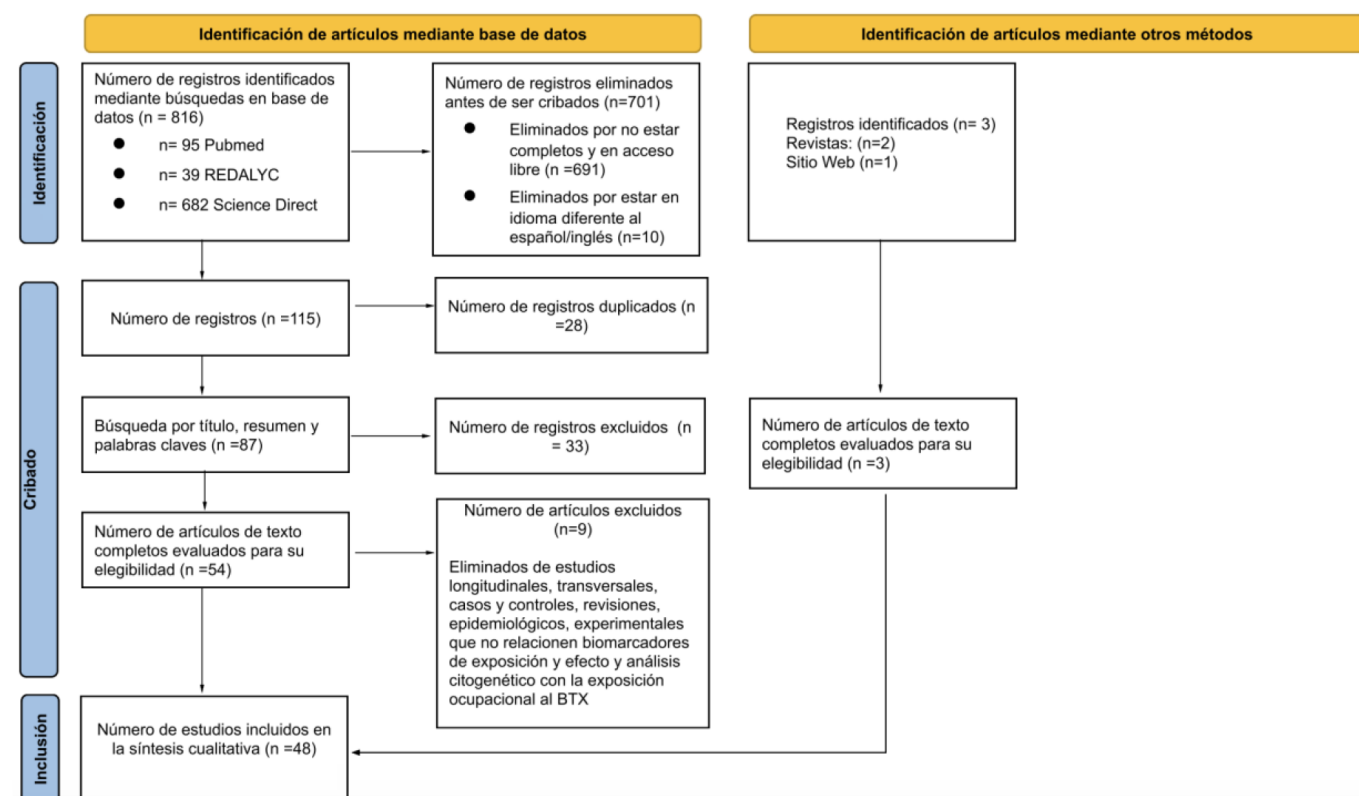 Identificación de artículos mediante base de datos
Identificación de artículos mediante otros métodos
Identificación
Número de registros identificados
mediante búsquedas en base de
datos (n = 816)
● n= 95 Pubmed
● n= 39 REDALYC
● n= 682 Science Direct
Número de registros eliminados
antes de ser cribados (n=701)
● Eliminados por no estar
completos y en acceso
libre (n =691)
● Eliminados por estar en
idioma diferente al
español/inglés (n=10)
Registros identificados (n= 3)
Revistas: (n=2)
Sitio Web (n=1)
Cribado
Número de registros (n =115)
Número de registros duplicados (n
=28)
Búsqueda por título, resumen y
palabras claves (n =87)
Número de registros excluidos (n
= 33)
Número de artículos de texto
completos evaluados para su
elegibilidad (n =3)
Número de artículos de texto
completos evaluados para su
elegibilidad (n =54)
Número de artículos excluidos
(n=9)
Eliminados de estudios
longitudinales, transversales,
casos y controles, revisiones,
epidemiológicos, experimentales
que no relacionen biomarcadores
de exposición y efecto y análisis
citogenético con la exposición
ocupacional al BTX
Inclusión
Número de estudios incluidos en
la síntesis cualitativa (n =48)